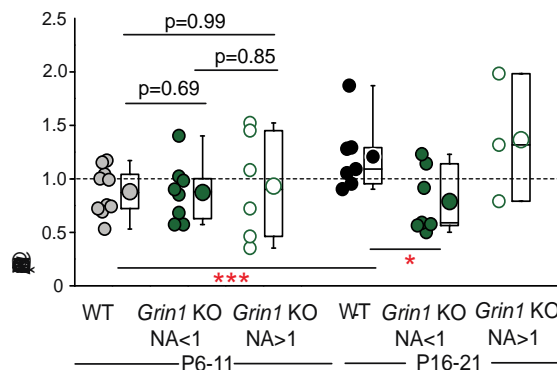 2.5
p=0.99
2.0
p=0.85
p=0.69
1.5
1.0
0.5
0
***
*
WT Grin1 KO Grin1 KO WT Grin1 KO Grin1 KO
NA<1 NA>1 NA<1 NA>1
P6-11 P16-21